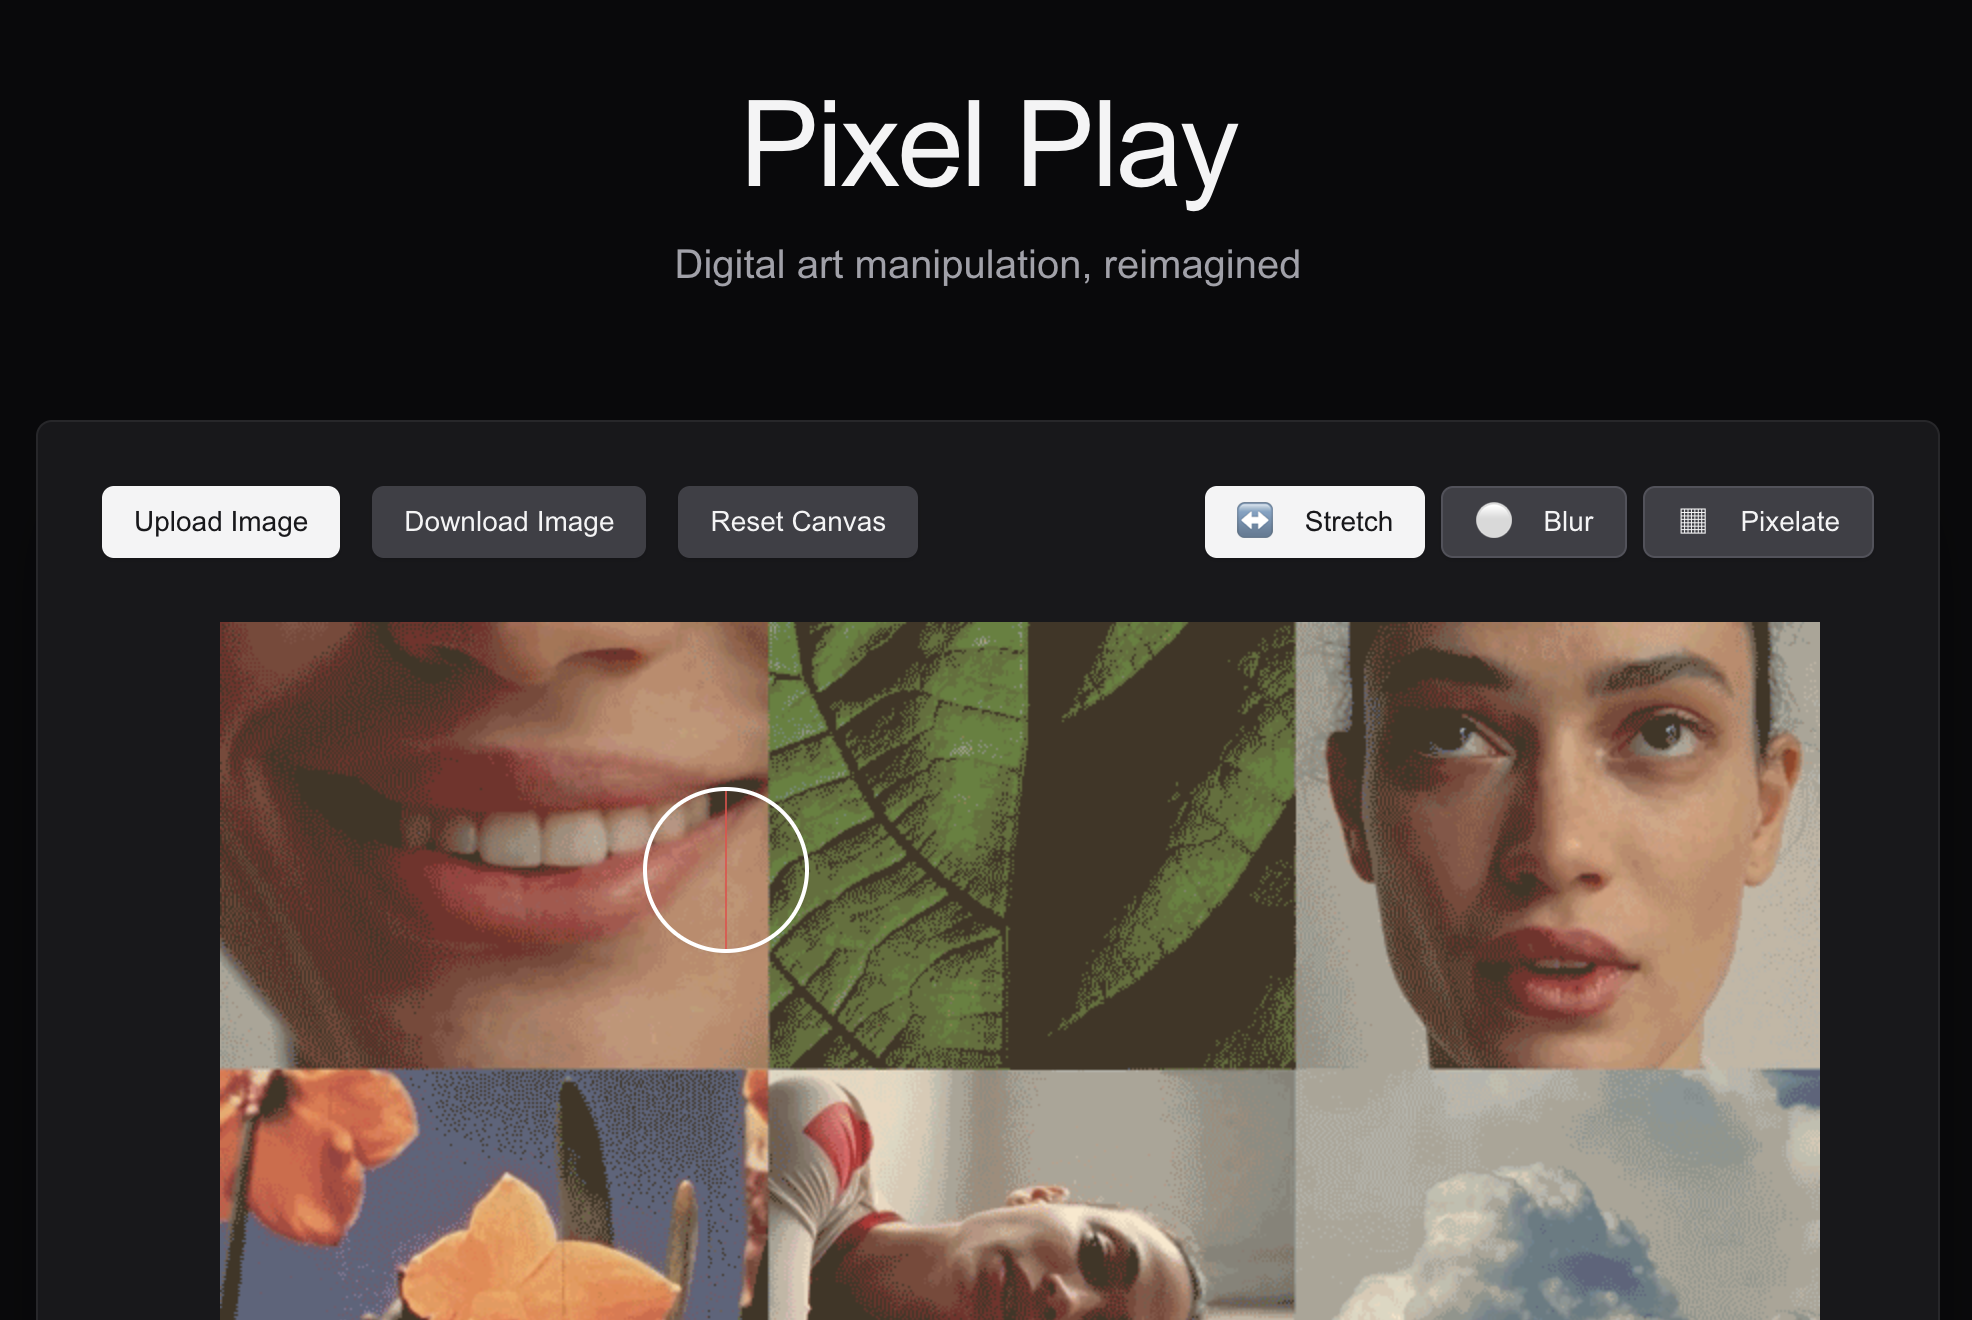 Pixel Play
Digital art manipulation, reimagined
Upload Image
Download Image
Reset Canvas
Stretch
Blur
Pixelate